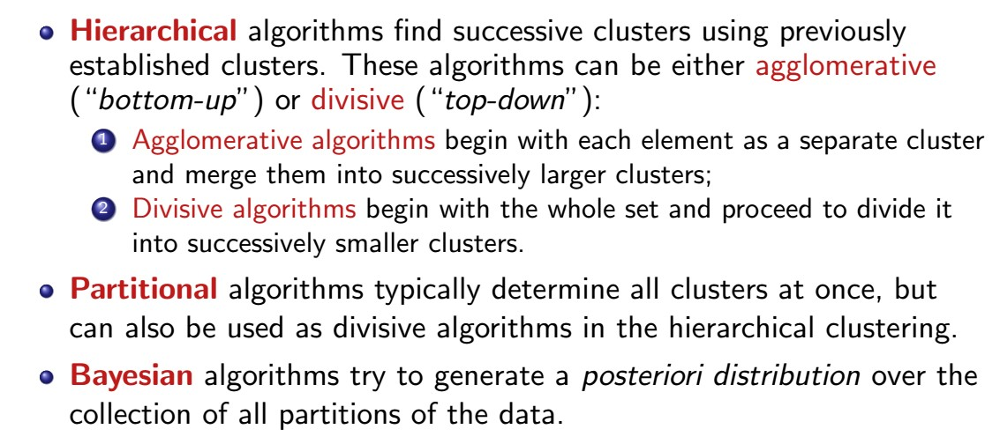 Hierarchical algorithms find successive clusters using previously
established clusters. These algorithms can be either agglomerative
(“bottom-up”) or divisive (“top-down”):
1 Agglomerative algorithms begin with each element as a separate cluster
and merge them into successively larger clusters;
2 Divisive algorithms begin with the whole set and proceed to divide it
into successively smaller clusters.
Partitional algorithms typically determine all clusters at once, but
can also be used as divisive algorithms in the hierarchical clustering.
Bayesian algorithms try to generate a posteriori distribution over the
collection of all partitions of the data.